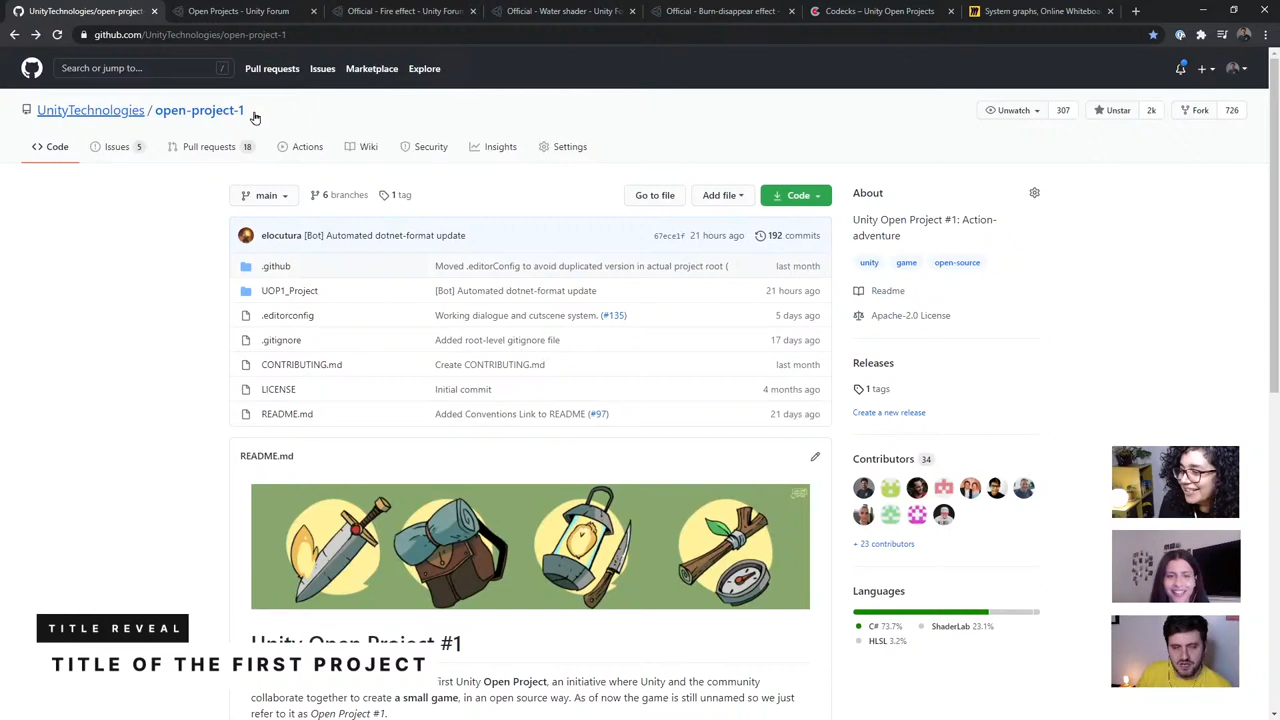 UnityTechnologies/open-project-1
Open Projects - Unity Forum
Official - Fire effect - Unity Forum
Official - Water shader - Unity Fo
Official - Burn-disappear effect -
Codecks – Unity Open Projects
System graphs, Online Whiteboa
github.com/UnityTechnologies/open-project-1
Search or jump to...
/
Pull requests
Issues
Marketplace
Explore
UnityTechnologies / open-project-1
Unwatch
307
Unstar
2k
Fork
726
Code
Issues 5
Pull requests 18
Actions
Wiki
Security
Insights
Settings
main
6 branches
1 tag
Go to file
Add file
Code
elocutura [Bot] Automated dotnet-format update
67ece1f 21 hours ago
192 commits
.github
Moved .editorConfig to avoid duplicated version in actual project root (
last month
UOP1_Project
[Bot] Automated dotnet-format update
21 hours ago
.editorconfig
Working dialogue and cutscene system. (#135)
5 days ago
.gitignore
Added root-level gitignore file
17 days ago
CONTRIBUTING.md
Create CONTRIBUTING.md
last month
LICENSE
Initial commit
4 months ago
README.md
Added Conventions Link to README (#97)
21 days ago
README.md
Unity Open Project #1
irst Unity Open Project, an initiative where Unity and the community
collaborate together to create a small game, in an open source way. As of now the game is still unnamed so we just
refer to it as Open Project #1.
About
Unity Open Project #1: Action-
adventure
unity
game
open-source
Readme
Apache-2.0 License
Releases
1 tags
Create a new release
Contributors 34
+ 23 contributors
Languages
C# 73.7%
ShaderLab 23.1%
HLSL 3.2%
TITLE REVEAL
TITLE OF THE FIRST PROJECT